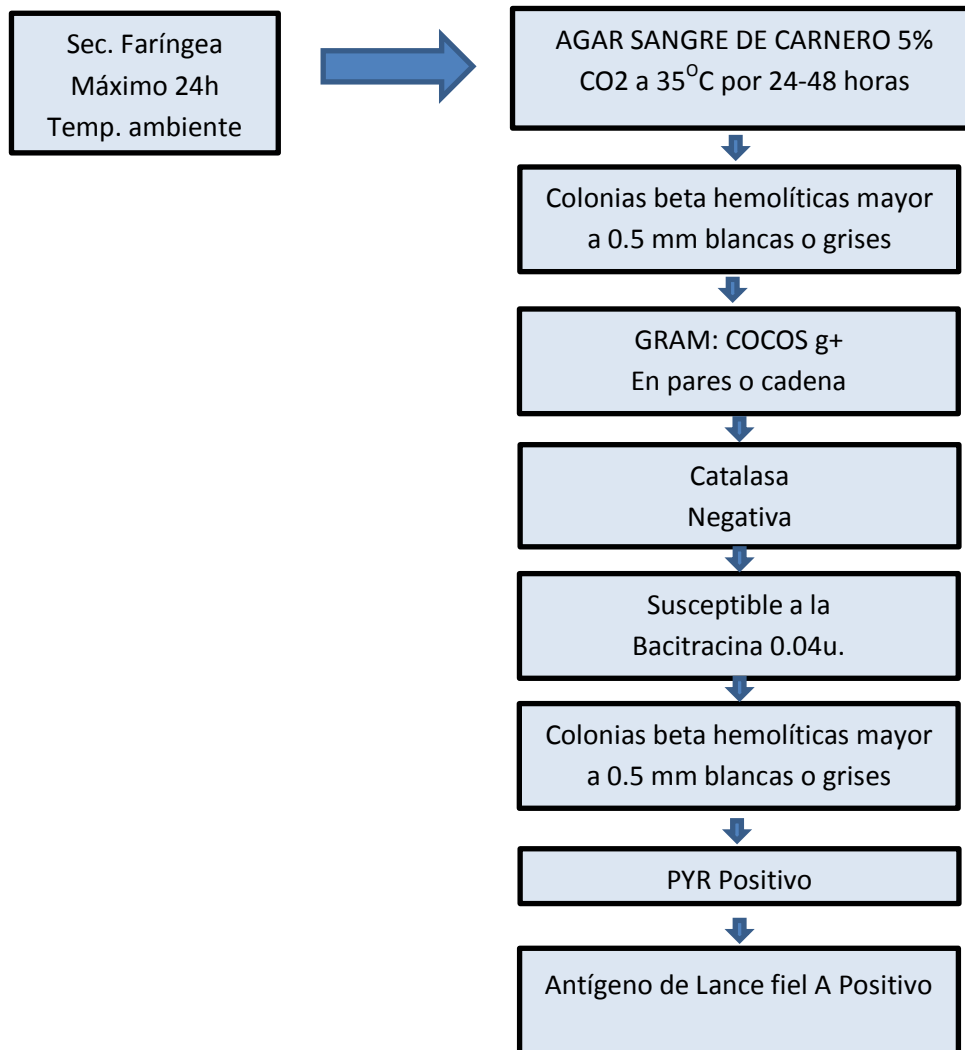 Sec. Faríngea
Máximo 24h
Temp. ambiente
AGAR SANGRE DE CARNERO 5%
CO2 a 35°C por 24-48 horas
Colonias beta hemolíticas mayor
a 0.5 mm blancas o grises
GRAM: COCOS g+
En pares o cadena
Catalasa
Negativa
Susceptible a la
Bacitracina 0.04u.
Colonias beta hemolíticas mayor
a 0.5 mm blancas o grises
PYR Positivo
Antígeno de Lance fiel A Positivo